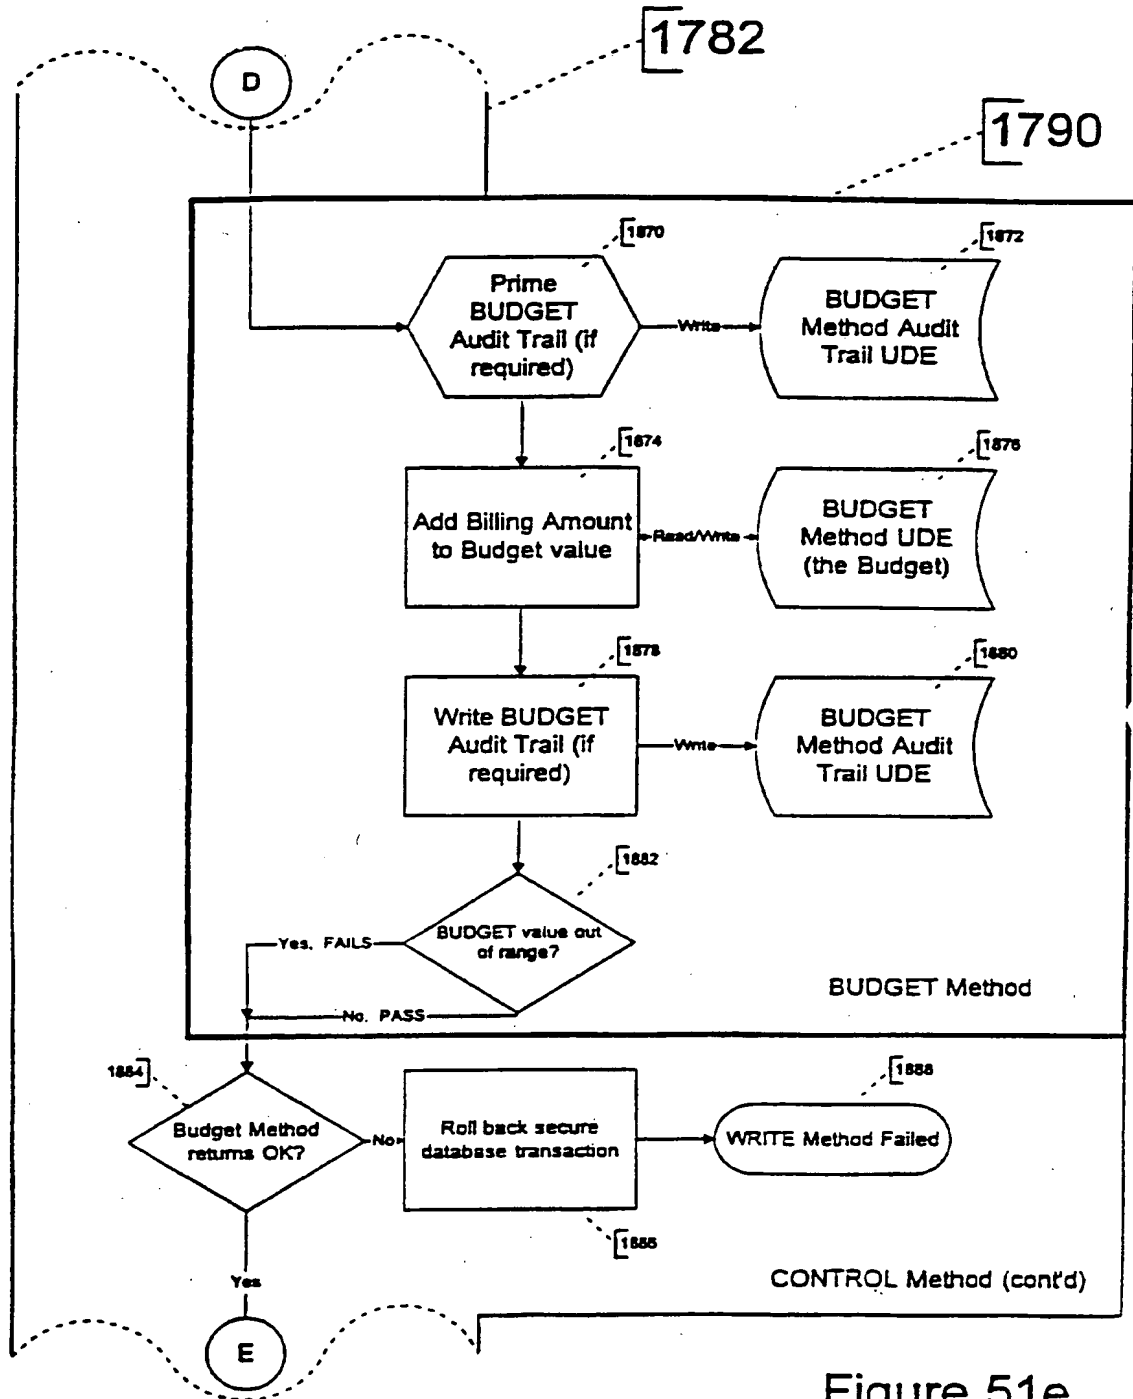 1782
D
1790
1870
1872
Prime
BUDGET
Audit Trail (if
required)
Write
BUDGET
Method Audit
Trail UDE
1874
1876
Add Billing Amount
to Budget value
Read/Write
BUDGET
Method UDE
(the Budget)
1878
1880
Write BUDGET
Audit Trail (if
required)
Write
BUDGET
Method Audit
Trail UDE
1882
BUDGET value out
of range?
Yes, FAILS
No, PASS
BUDGET Method
1884
1888
Budget Method
returns OK?
No
Roll back secure
database transaction
WRITE Method Failed
1886
Yes
CONTROL Method (cont'd)
E
Figure 51e